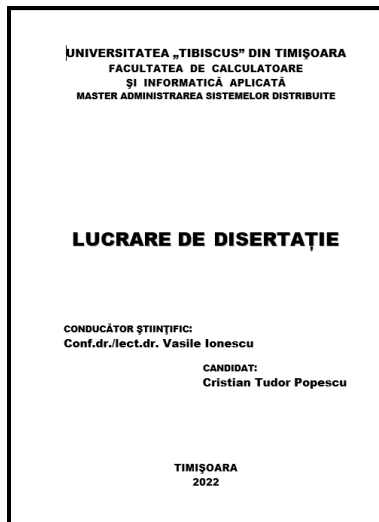 UNIVERSITATEA „TIBISCUS” DIN TIMIŞOARA
FACULTATEA DE CALCULATOARE
ŞI INFORMATICĂ APLICATĂ
MASTER ADMINISTRAREA SISTEMELOR DISTRIBUITE
LUCRARE DE DISERTAȚIE
CONDUCĂTOR ŞTIINŢIFIC:
Conf.dr./lect.dr. Vasile Ionescu
CANDIDAT:
Cristian Tudor Popescu
TIMIŞOARA
2022